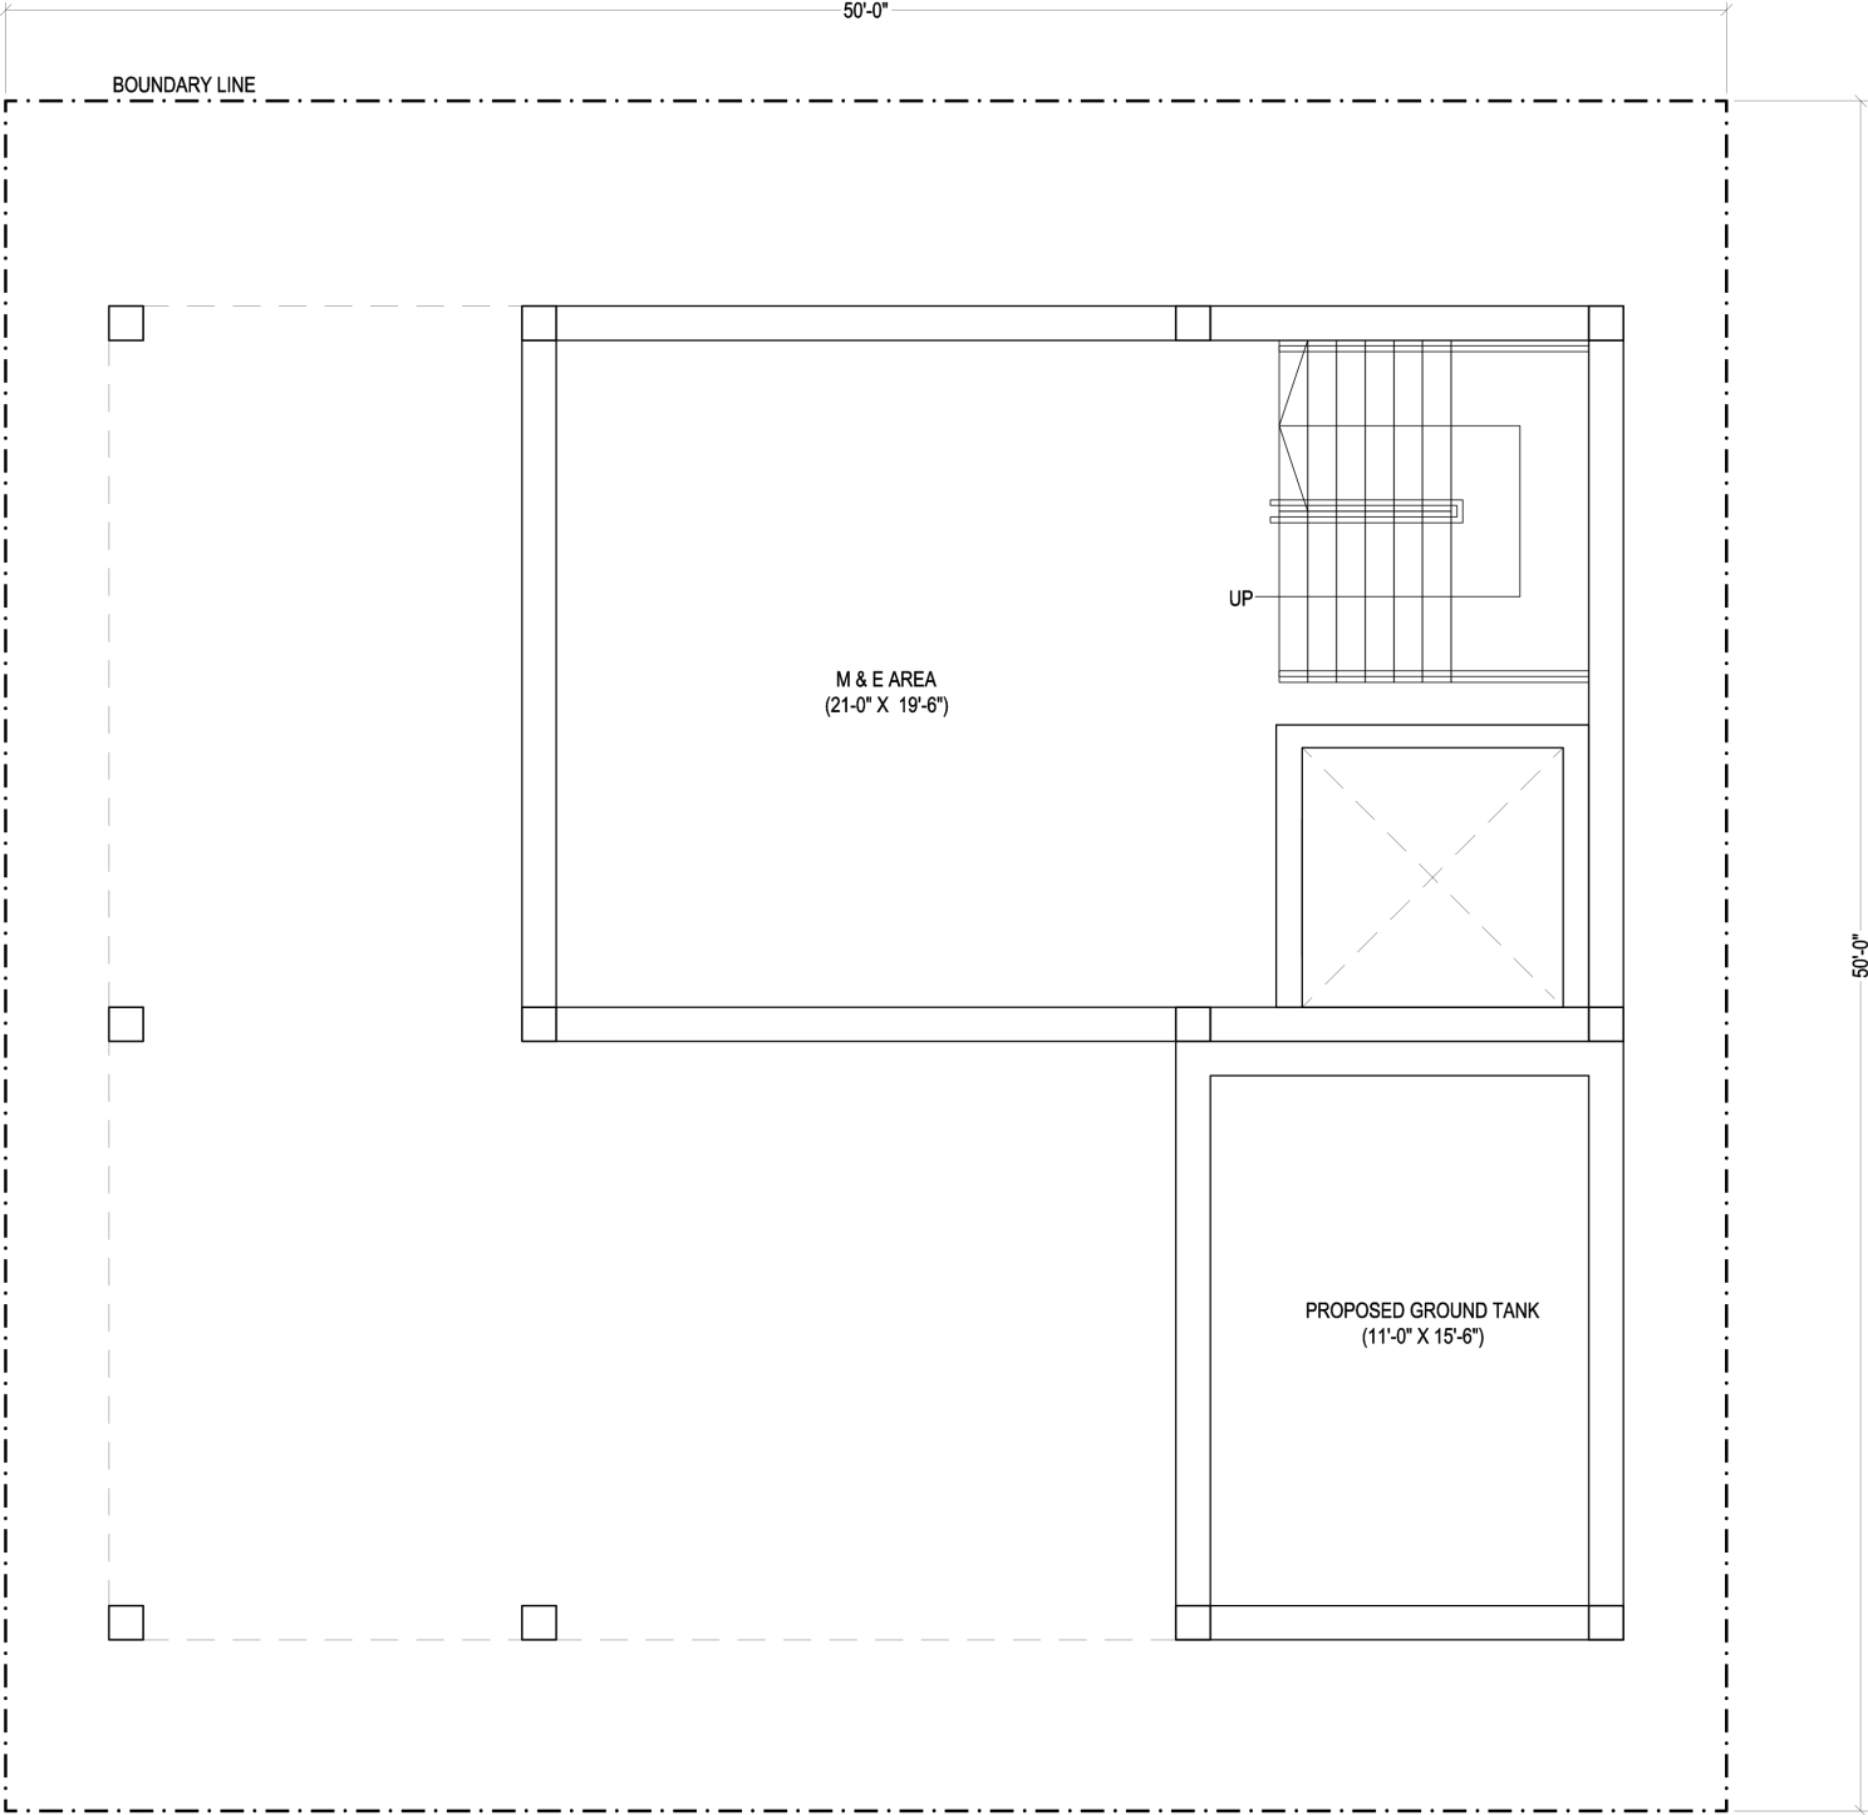 50'-0"
BOUNDARY LINE
UP
M & E AREA
(21-0" X 19'-6")
50'-0"
PROPOSED GROUND TANK
(11'-0" X 15'-6")